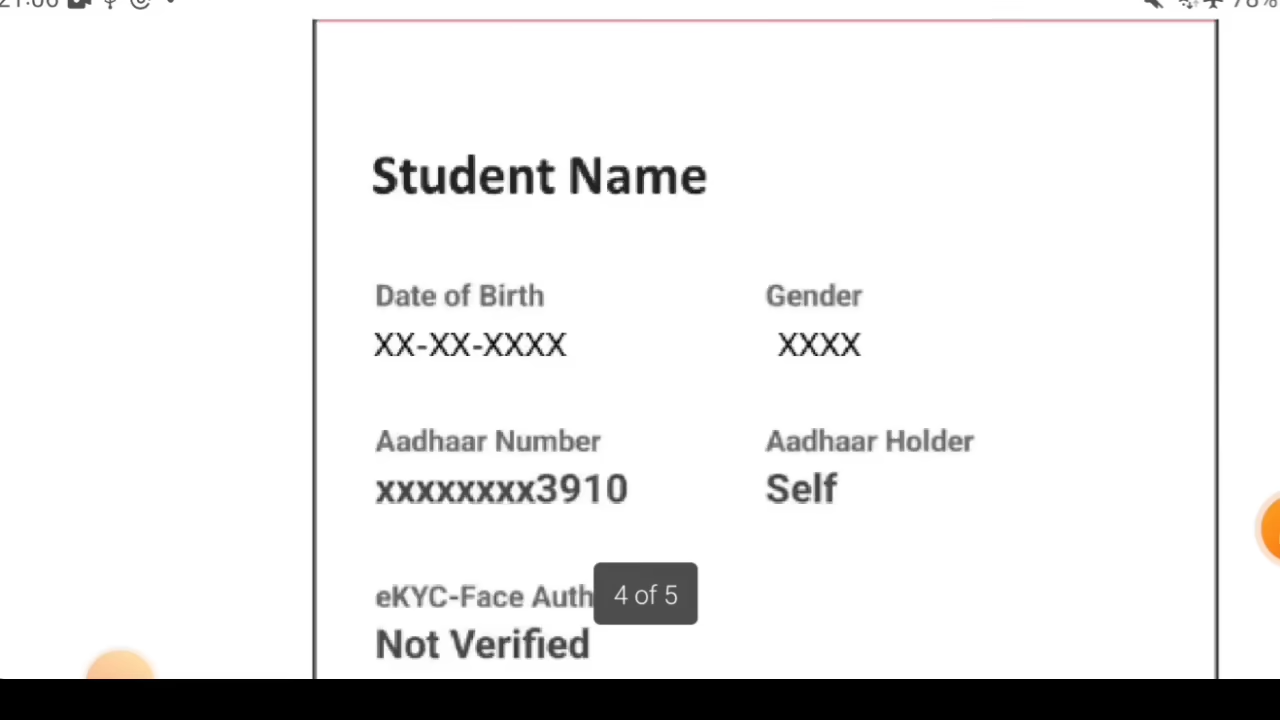 Student Name
Date of Birth Gender
XX-XX-XXXX XXXX
Aadhaar Number Aadhaar Holder
xxxxxxxx3910 Self
eKYC-Face Auth 4 of 5
Not Verified